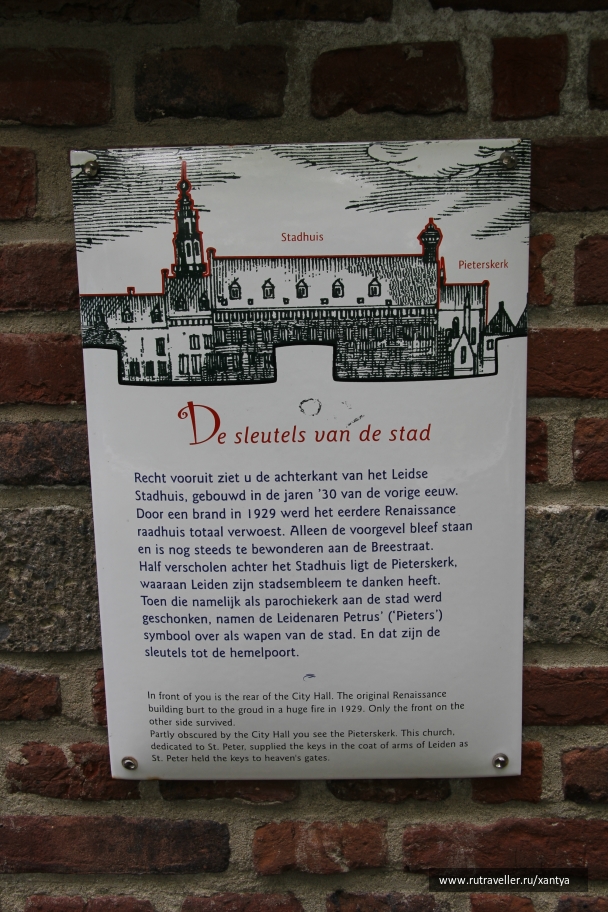 Stadhuis
Pieterskerk
De sleutels van de stad
Recht vooruit ziet u de achterkant van het Leidse
Stadhuis, gebouwd in de jaren '30 van de vorige eeuw.
Door een brand in 1929 werd het eerdere Renaissance
raadhuis totaal verwoest. Alleen de voorgevel bleef staan
en is nog steeds te bewonderen aan de Breestraat.
Half verscholen achter het Stadhuis ligt de Pieterskerk,
waaraan Leiden zijn stadsembleem te danken heeft.
Toen die namelijk als parochiekerk aan de stad werd
geschonken, namen de Leidenaren Petrus' ('Pieters')
symbool over als wapen van de stad. En dat zijn de
sleutels tot de hemelpoort.
In front of you is the rear of the City Hall. The original Renaissance
building burt to the groud in a huge fire in 1929. Only the front on the
other side survived.
Partly obscured by the City Hall you see the Pieterskerk. This church,
dedicated to St. Peter, supplied the keys in the coat of arms of Leiden as
St. Peter held the keys to heaven's gates.
www.rutraveller.ru/xantya